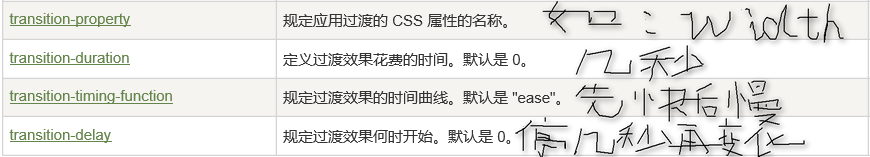 transition-property 规定应用过渡的 CSS 属性的名称。 如：width
transition-duration 定义过渡效果花费的时间。默认是 0。 几秒
transition-timing-function 规定过渡效果的时间曲线。默认是 "ease"。 先快后慢
transition-delay 规定过渡效果何时开始。默认是 0。 停几秒再变化